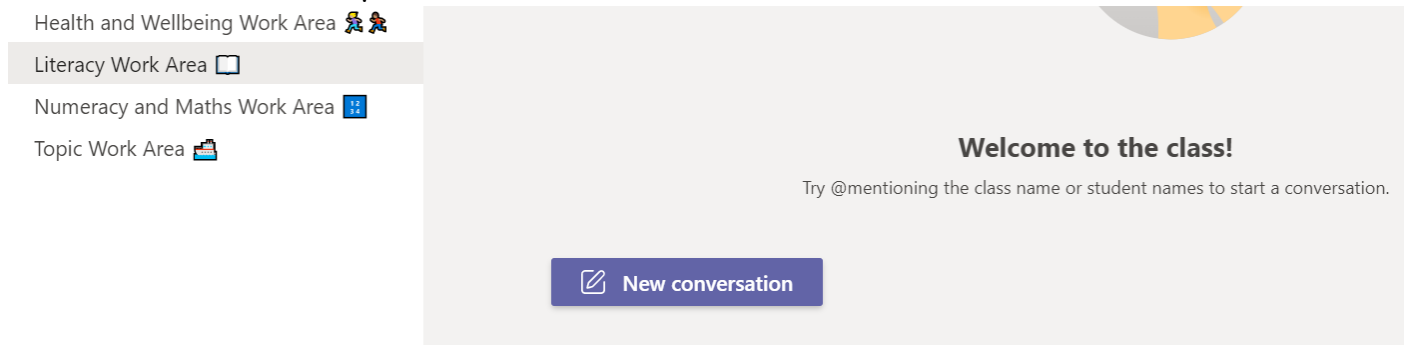 Health and Wellbeing Work Area 🏃🏼‍♀️🏃🏾
Literacy Work Area 📖
Numeracy and Maths Work Area 🔢
Topic Work Area 🛳️
Welcome to the class!
Try @mentioning the class name or student names to start a conversation.
New conversation